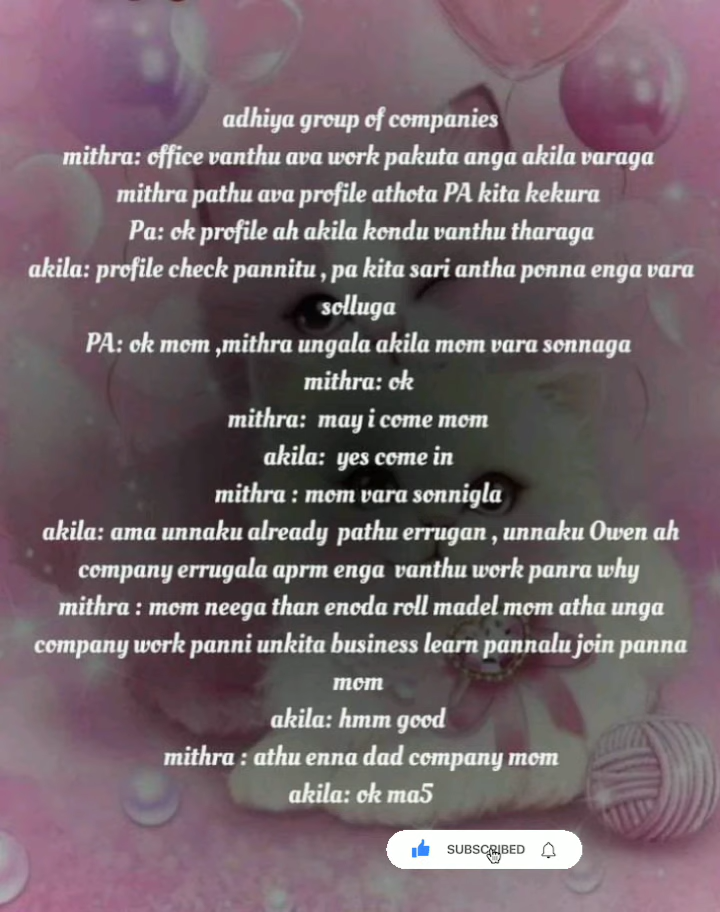 adhiya group of companies
mithra: office vanthu ava work pakuta anga akila varaga
mithra pathu ava profile athota PA kita kekura
Pa: ok profile ah akila kondu vanthu tharaga
akila: profile check pannitu , pa kita sari antha ponna enga vara
solluga
PA: ok mom ,mithra ungala akila mom vara sonnaga
mithra: ok
mithra: may i come mom
akila: yes come in
mithra : mom vara sonnigla
akila: ama unnaku already pathu errugan , unnaku Owen ah
company errugala aprm enga vanthu work panra why
mithra : mom neega than enoda roll madel mom atha unga
company work panni unkita business learn pannalu join panna
mom
akila: hmm good
mithra : athu enna dad company mom
akila: ok ma5
SUBSCRIBED